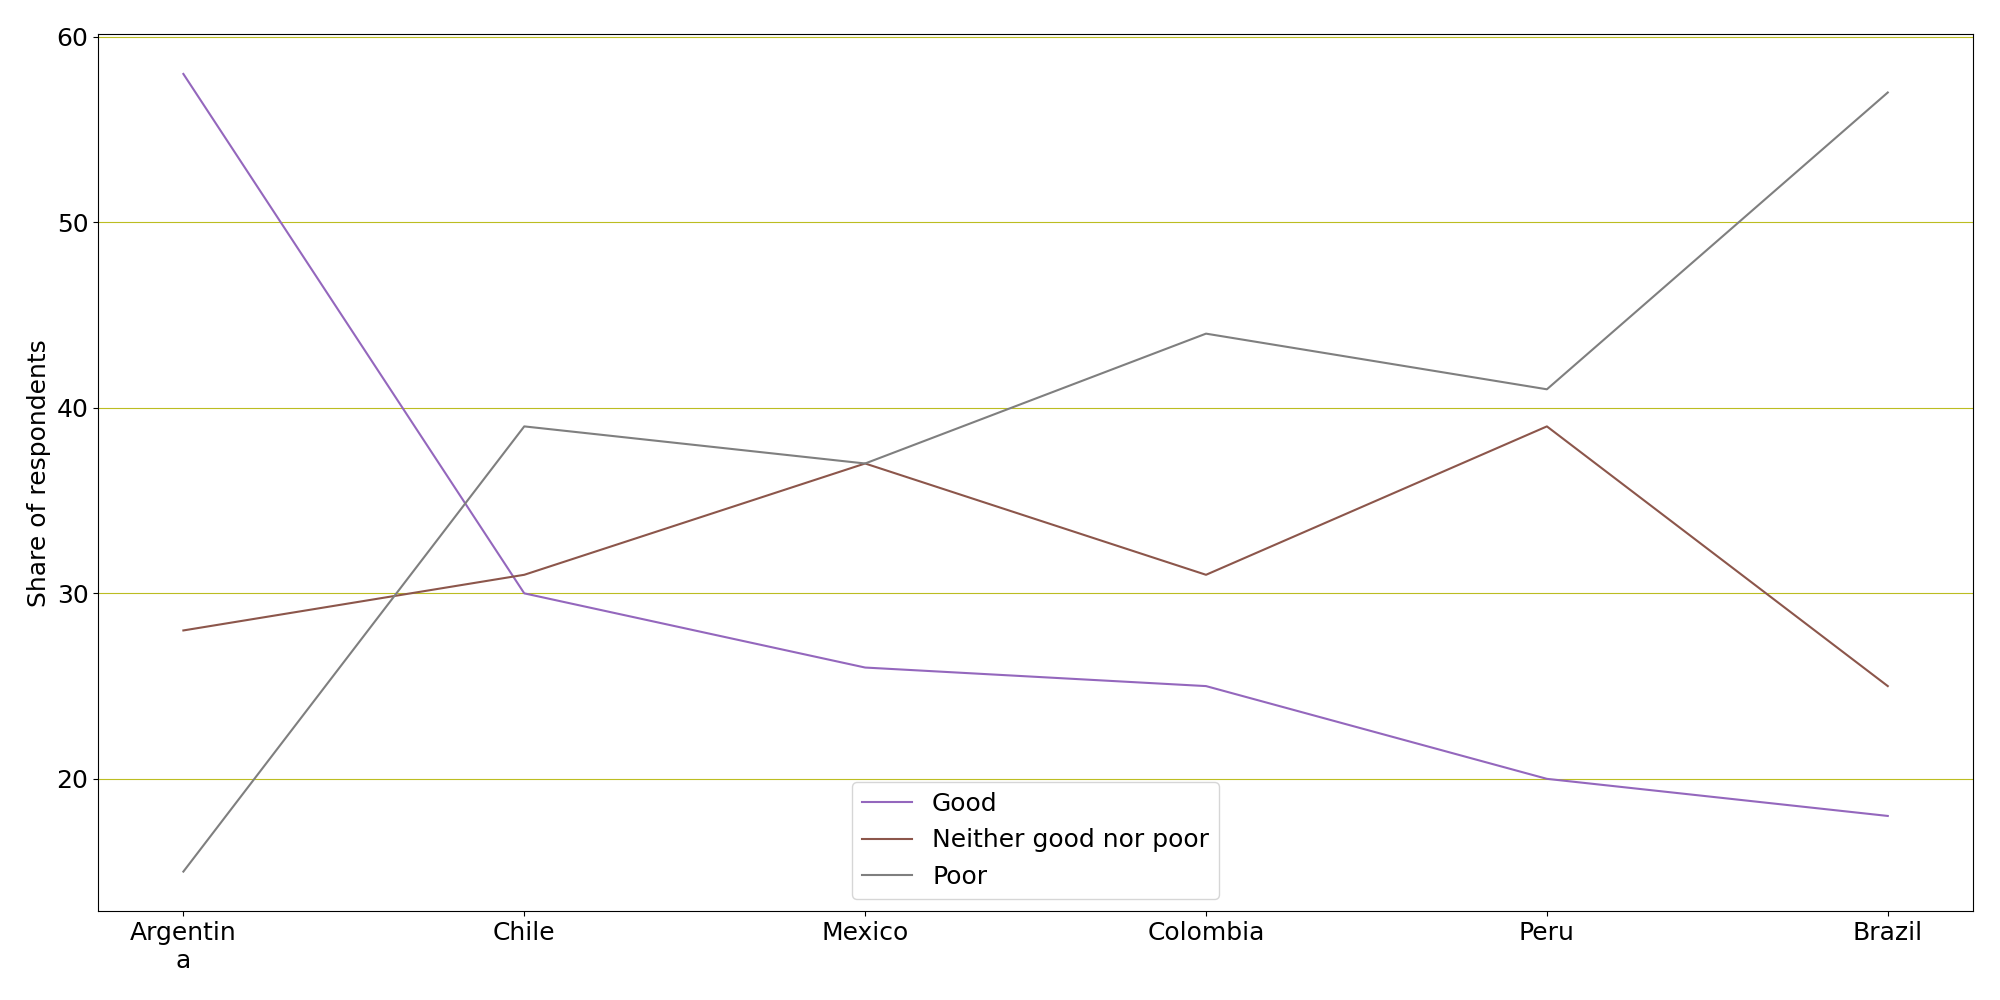 60
50
40
30
20
Share of respondents
Good
Neither good nor poor
Poor
Argentin
a
Chile
Mexico
Colombia
Peru
Brazil